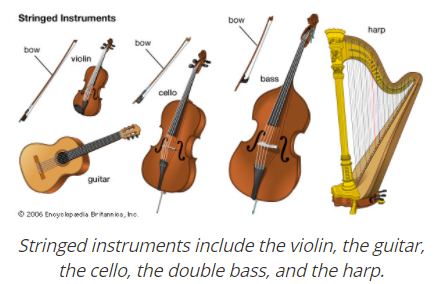 Stringed Instruments
bow
violin
bow
cello
bow
bass
harp
guitar
© 2006 Encyclopædia Britannica, Inc.
Stringed instruments include the violin, the guitar,
the cello, the double bass, and the harp.